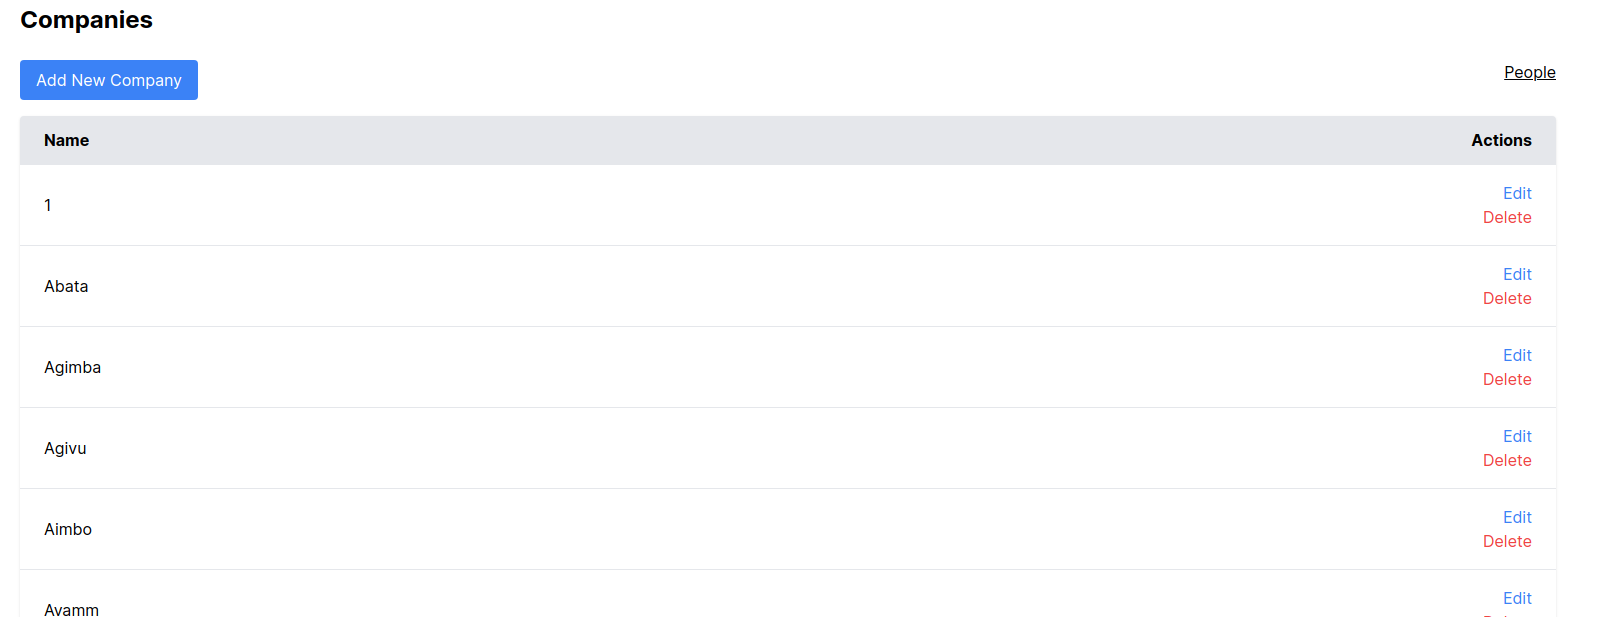 Companies
Add New Company
People
Name Actions
1
Edit
Delete
Abata
Edit
Delete
Agimba
Edit
Delete
Agivu
Edit
Delete
Aimbo
Edit
Delete
Avamm
Edit